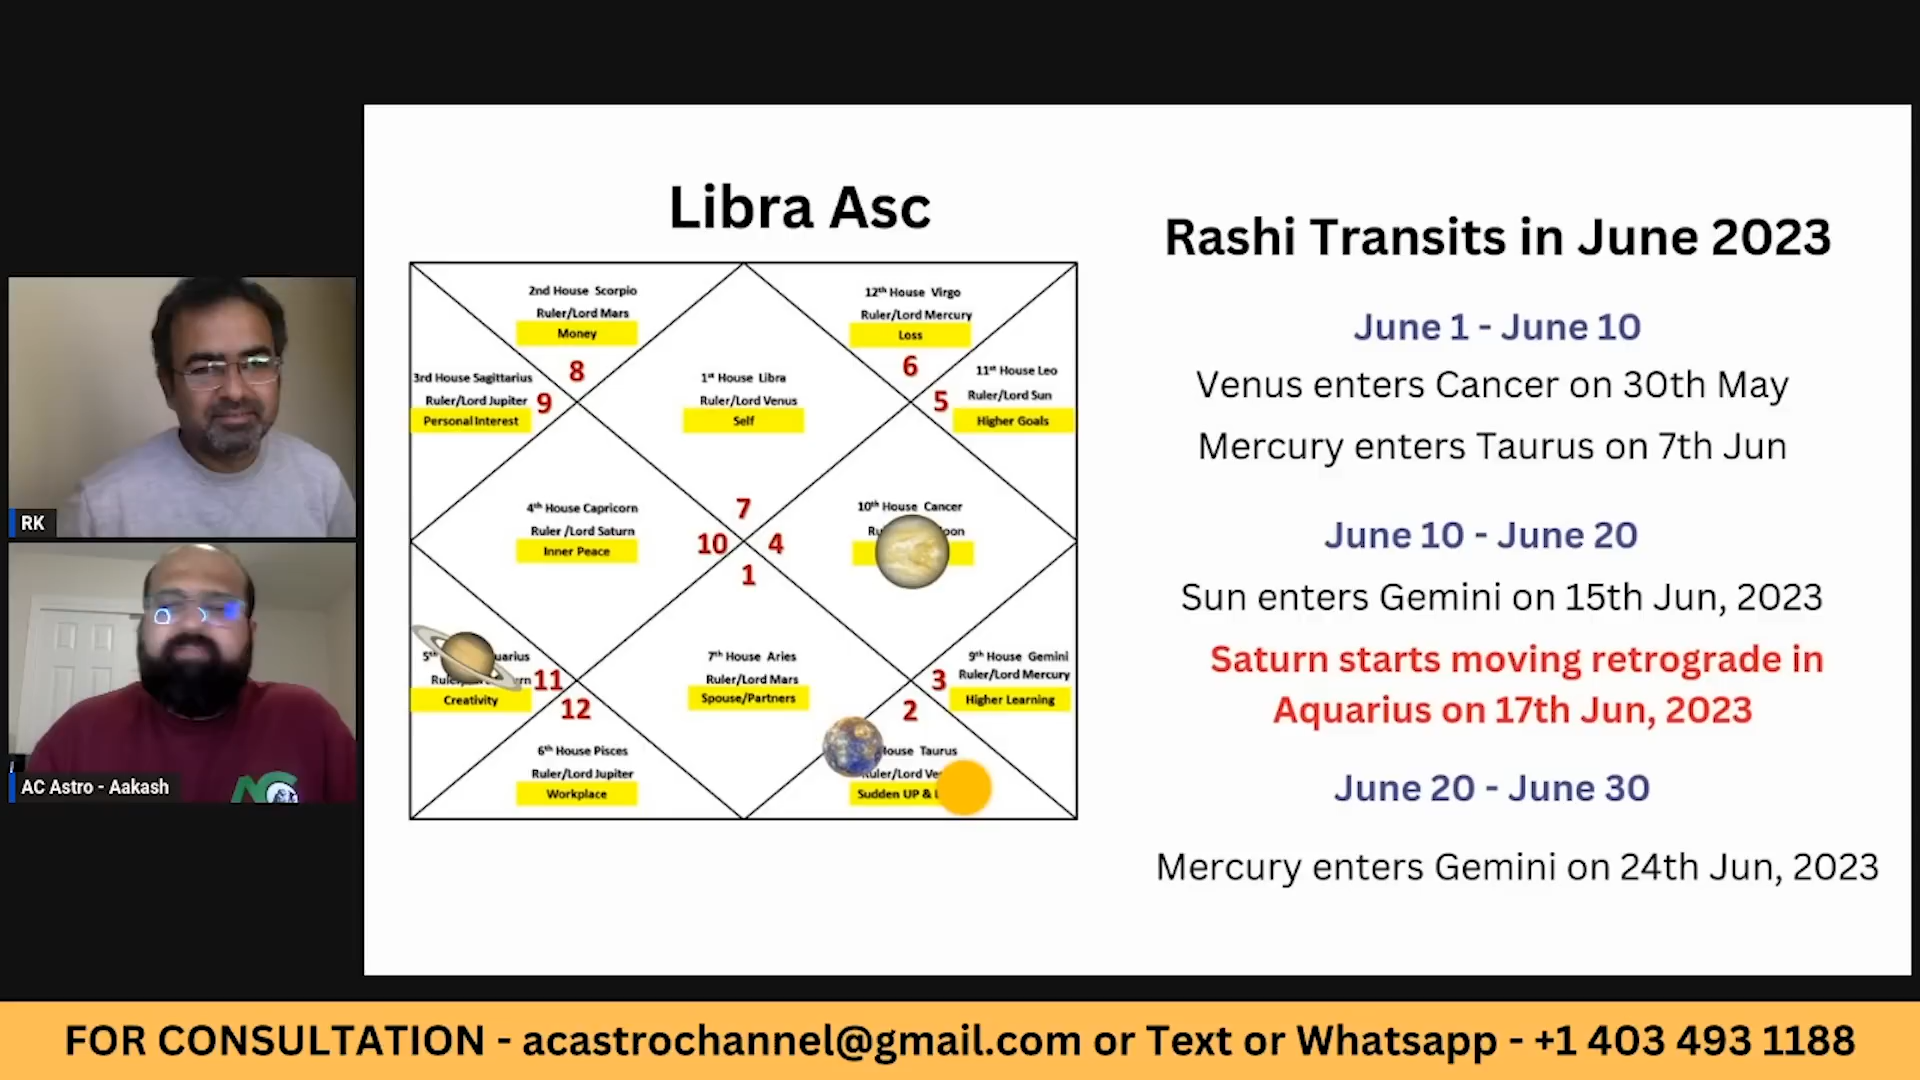 Libra Asc
2nd House Scorpio
Ruler/Lord Mars
Money
8
12th House Virgo
Ruler/Lord Mercury
Loss
6
3rd House Sagittarius
Ruler/Lord Jupiter
Personal Interest
9
1st House Libra
Ruler/Lord Venus
Self
11th House Leo
Ruler/Lord Sun
Higher Goals
5
4th House Capricorn
Ruler /Lord Saturn
Inner Peace
7
10
4
1
10th House Cancer
5th
11
Creativity
7th House Aries
Ruler/Lord Mars
Spouse/Partners
9th House Gemini
Ruler/Lord Mercury
Higher Learning
3
12
6th House Pisces
Ruler/Lord Jupiter
Workplace
2
House Taurus
Sudden UP &
Rashi Transits in June 2023
June 1 - June 10
Venus enters Cancer on 30th May
Mercury enters Taurus on 7th Jun
June 10 - June 20
Sun enters Gemini on 15th Jun, 2023
Saturn starts moving retrograde in
Aquarius on 17th Jun, 2023
June 20 - June 30
Mercury enters Gemini on 24th Jun, 2023
RK
AC Astro - Aakash
AC
FOR CONSULTATION - acastrochannel@gmail.com or Text or Whatsapp - +1 403 493 1188